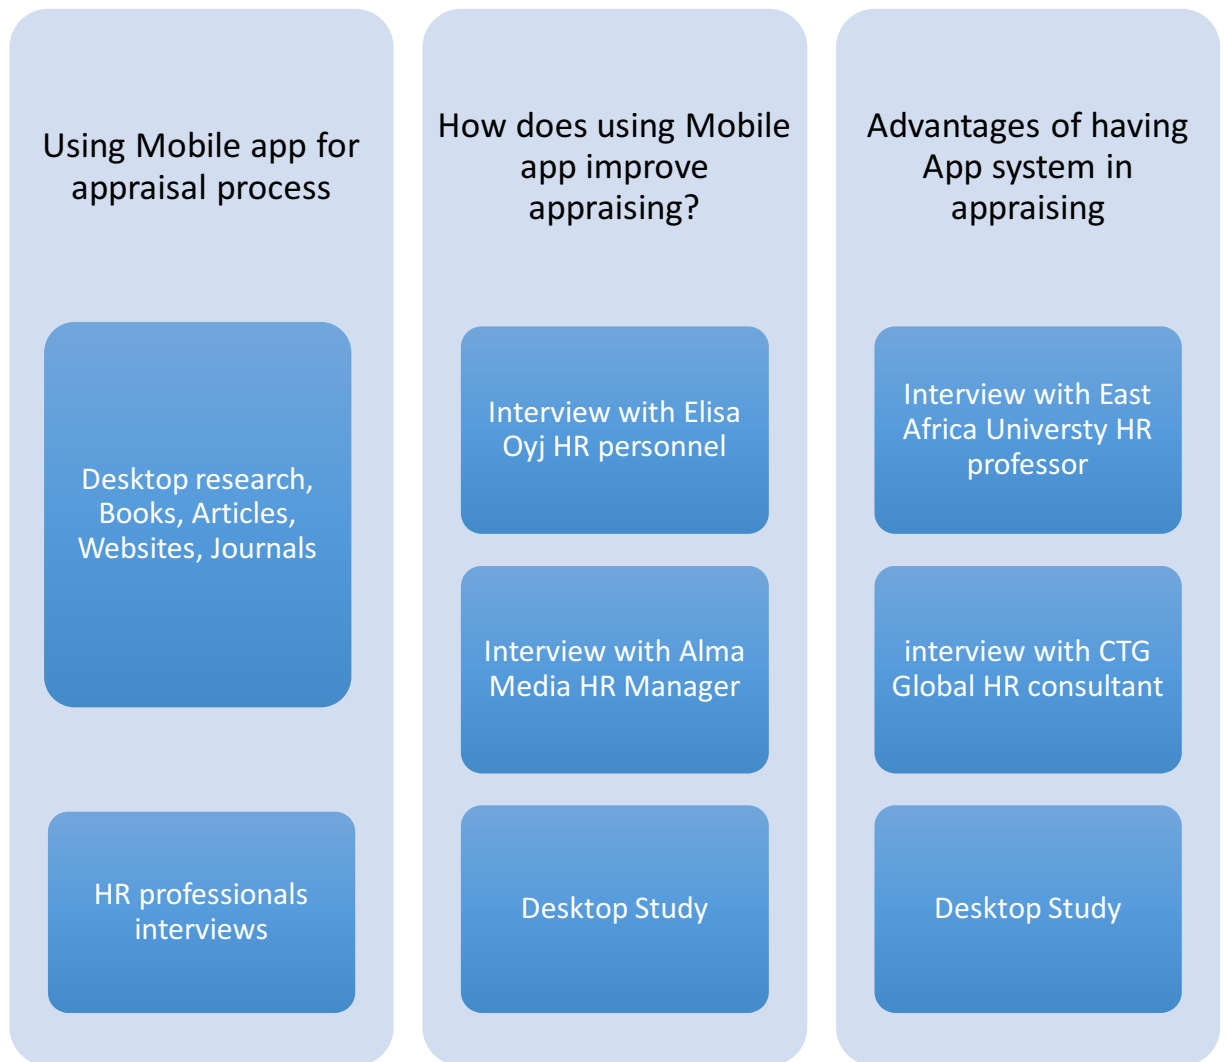 Using Mobile app for
appraisal process
Desktop research,
Books, Articles,
Websites, Journals
HR professionals
interviews
How does using Mobile
app improve
appraising?
Interview with Elisa
Oyj HR personnel
Interview with Alma
Media HR Manager
Desktop Study
Advantages of having
App system in
appraising
Interview with East
Africa Universty HR
professor
interview with CTG
Global HR consultant
Desktop Study